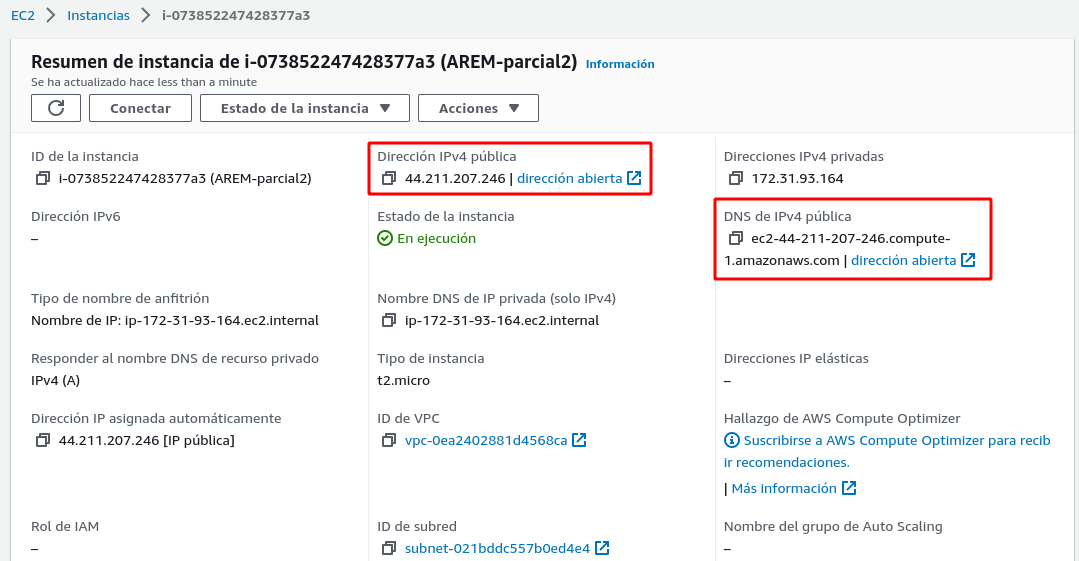 EC2 > Instancias > i-073852247428377a3
Resumen de instancia de i-073852247428377a3 (AREM-parcial2) Información
Se ha actualizado hace less than a minute
Conectar Estado de la instancia Acciones
ID de la instancia
i-073852247428377a3 (AREM-parcial2)
Dirección IPv4 pública
44.211.207.246 | dirección abierta
Direcciones IPv4 privadas
172.31.93.164
Dirección IPv6
–
Estado de la instancia
En ejecución
DNS de IPv4 pública
ec2-44-211-207-246.compute-
1.amazonaws.com | dirección abierta
Tipo de nombre de anfitrión
Nombre de IP: ip-172-31-93-164.ec2.internal
Nombre DNS de IP privada (solo IPv4)
ip-172-31-93-164.ec2.internal
Responder al nombre DNS de recurso privado
IPv4 (A)
Tipo de instancia
t2.micro
Direcciones IP elásticas
–
Dirección IP asignada automáticamente
44.211.207.246 [IP pública]
ID de VPC
vpc-0ea2402881d4568ca
Hallazgo de AWS Compute Optimizer
Suscribirse a AWS Compute Optimizer para recib
ir recomendaciones.
| Más información
Rol de IAM
–
ID de subred
subnet-021bddc557b0ed4e4
Nombre del grupo de Auto Scaling
–